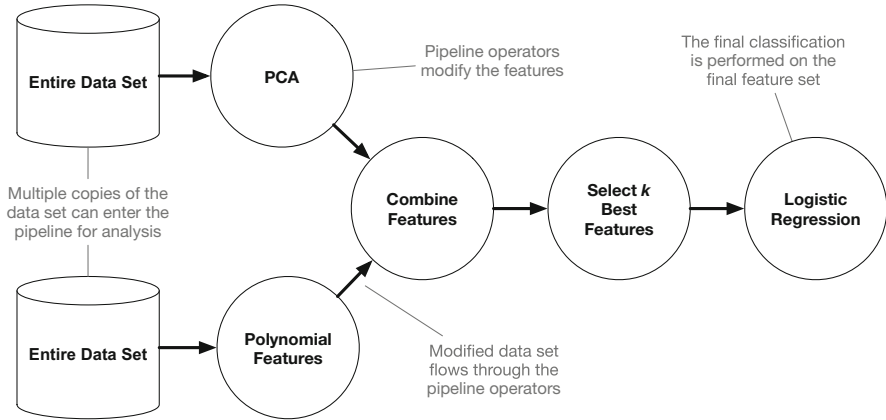 Entire Data Set
PCA
Pipeline operators
modify the features
The final classification
is performed on the
final feature set
Multiple copies of the
data set can enter the
pipeline for analysis
Combine
Features
Select k
Best
Features
Logistic
Regression
Entire Data Set
Polynomial
Features
Modified data set
flows through the
pipeline operators